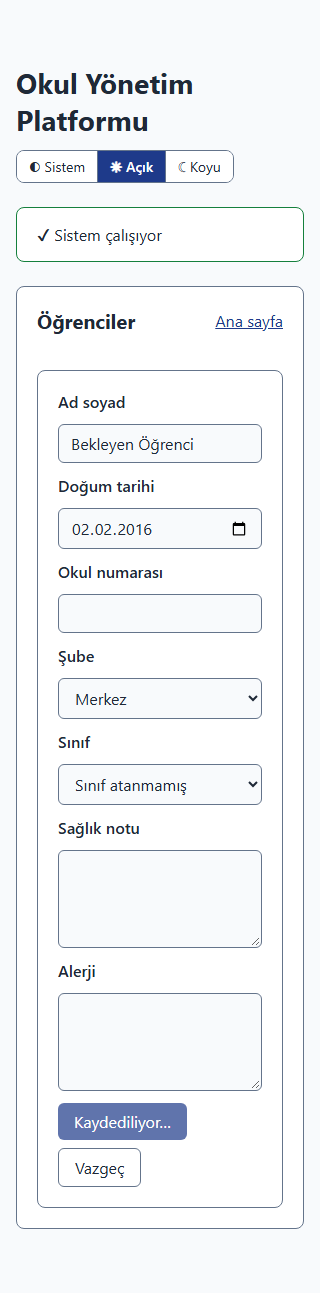 Okul Yönetim
Platformu
Sistem
Açık
Koyu
✓ Sistem çalışıyor
Öğrenciler
Ana sayfa
Ad soyad
Bekleyen Öğrenci
Doğum tarihi
02.02.2016
Okul numarası
Şube
Merkez
Sınıf
Sınıf atanmamış
Sağlık notu
Alerji
Kaydediliyor...
Vazgeç